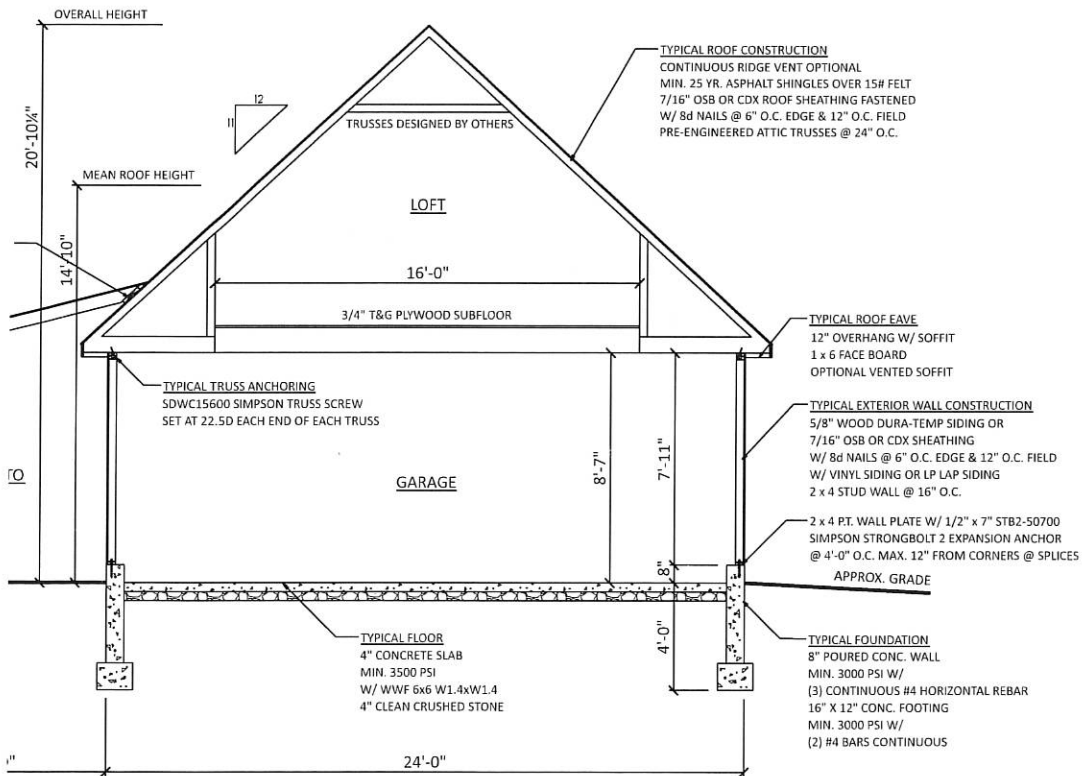 OVERALL HEIGHT
20'-10¼"
12
11
MEAN ROOF HEIGHT
14'-10"
TRUSSES DESIGNED BY OTHERS
LOFT
16'-0"
3/4" T&G PLYWOOD SUBFLOOR
TYPICAL ROOF CONSTRUCTION
CONTINUOUS RIDGE VENT OPTIONAL
MIN. 25 YR. ASPHALT SHINGLES OVER 15# FELT
7/16" OSB OR CDX ROOF SHEATHING FASTENED
W/ 8d NAILS @ 6" O.C. EDGE & 12" O.C. FIELD
PRE-ENGINEERED ATTIC TRUSSES @ 24" O.C.
TYPICAL ROOF EAVE
12" OVERHANG W/ SOFFIT
1 x 6 FACE BOARD
OPTIONAL VENTED SOFFIT
TYPICAL TRUSS ANCHORING
SDWC15600 SIMPSON TRUSS SCREW
SET AT 22.5D EACH END OF EACH TRUSS
TYPICAL EXTERIOR WALL CONSTRUCTION
5/8" WOOD DURA-TEMP SIDING OR
7/16" OSB OR CDX SHEATHING
W/ 8d NAILS @ 6" O.C. EDGE & 12" O.C. FIELD
W/ VINYL SIDING OR LP LAP SIDING
2 x 4 STUD WALL @ 16" O.C.
TO
GARAGE
8'-7"
7'-11"
8"
4'-0"
2 x 4 P.T. WALL PLATE W/ 1/2" x 7" STB2-50700
SIMPSON STRONGBOLT 2 EXPANSION ANCHOR
@ 4'-0" O.C. MAX. 12" FROM CORNERS @ SPLICES
APPROX. GRADE
TYPICAL FLOOR
4" CONCRETE SLAB
MIN. 3500 PSI
W/ WWF 6x6 W1.4xW1.4
4" CLEAN CRUSHED STONE
TYPICAL FOUNDATION
8" POURED CONC. WALL
MIN. 3000 PSI W/
(3) CONTINUOUS #4 HORIZONTAL REBAR
16" X 12" CONC. FOOTING
MIN. 3000 PSI W/
(2) #4 BARS CONTINUOUS
24'-0"